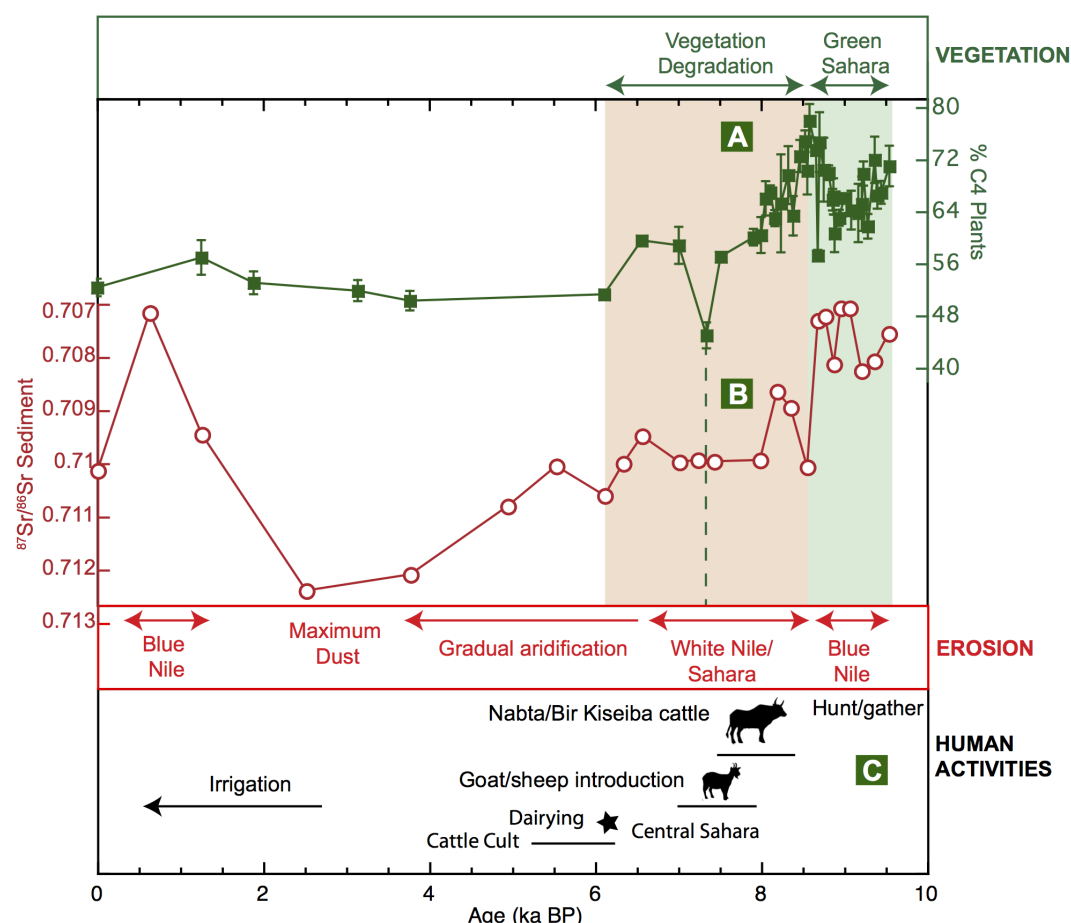 Vegetation
Degradation
Green
Sahara
VEGETATION
A
80
72
64
56
48
40
% C4 Plants
B
0.707
0.708
0.709
0.71
0.711
0.712
0.713
87Sr/86Sr Sediment
Blue
Nile
Maximum
Dust
Gradual aridification
White Nile/
Sahara
Blue
Nile
EROSION
Nabta/Bir Kiseiba cattle
Hunt/gather
HUMAN
ACTIVITIES
C
Goat/sheep introduction
Irrigation
Dairying
Central Sahara
Cattle Cult
0
2
4
6
8
10
Age (ka BP)